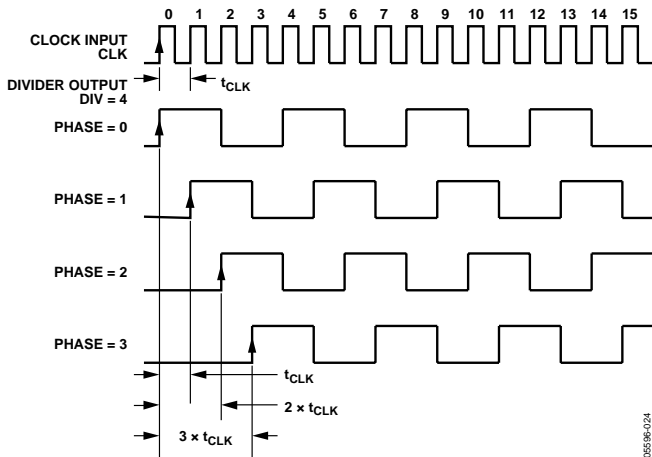 0 1 2 3 4 5 6 7 8 9 10 11 12 13 14 15
CLOCK INPUT
CLK
DIVIDER OUTPUT
DIV = 4
tCLK
PHASE = 0
PHASE = 1
PHASE = 2
PHASE = 3
tCLK
2 × tCLK
3 × tCLK
05596-024